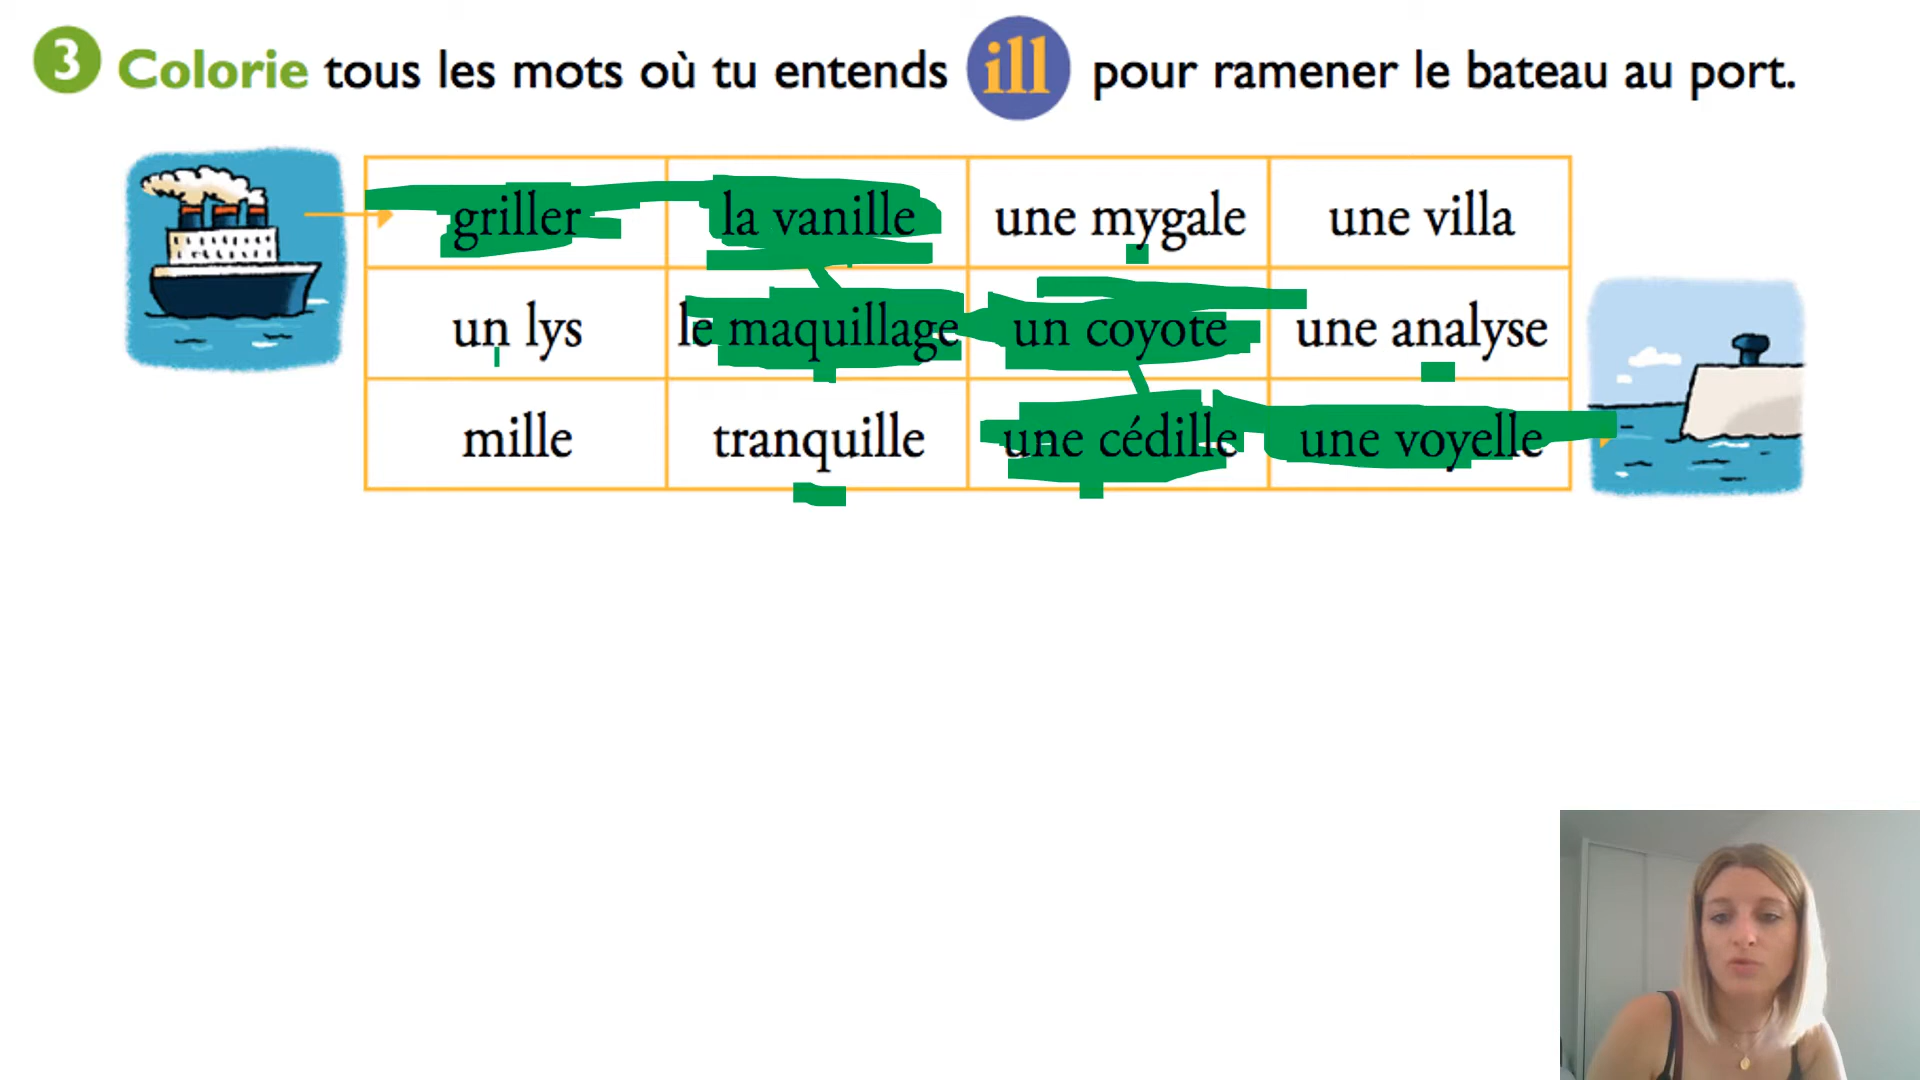 3 Colorie tous les mots où tu entends ill pour ramener le bateau au port.
griller la vanille une mygale une villa
un lys le maquillage un coyote une analyse
mille tranquille une cédille une voyelle